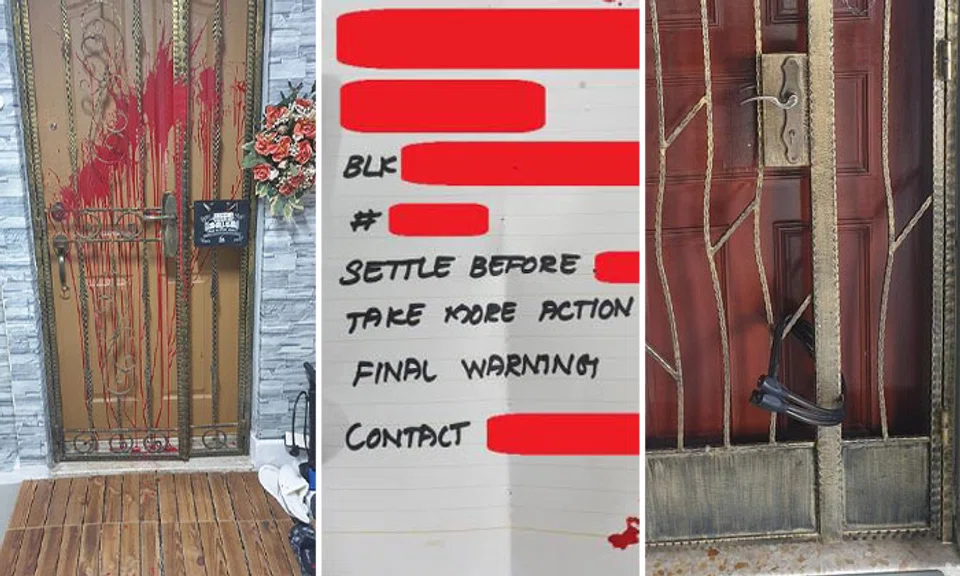 BLK
#
SETTLE BEFORE
TAKE MORE ACTION
FINAL WARNING
CONTACT